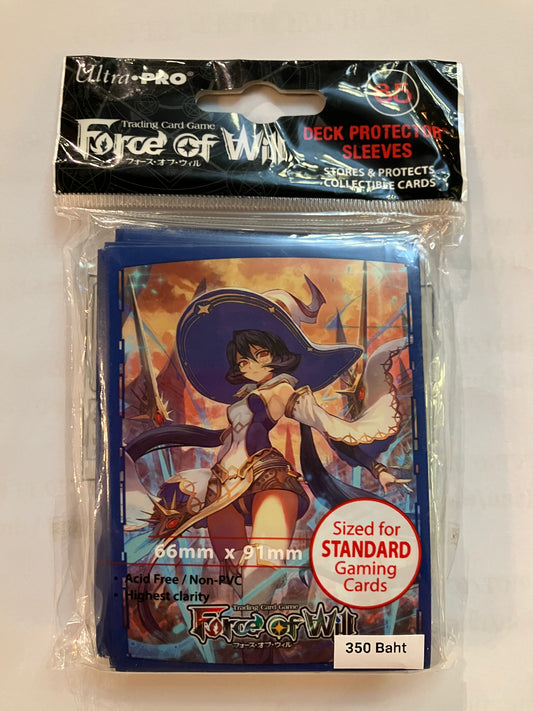 Ultra•PRO®
65
Trading Card Game
Force of Will
フォース・オブ・ウィル
DECK PROTECTOR
SLEEVES
STORES & PROTECTS
COLLECTIBLE CARDS
66mm x 91mm
• Acid Free / Non-PVC
• Highest clarity
Sized for
STANDARD
Gaming
Cards
Trading Card Game
Force of Will
フォース・オブ・ウィル
350 Baht